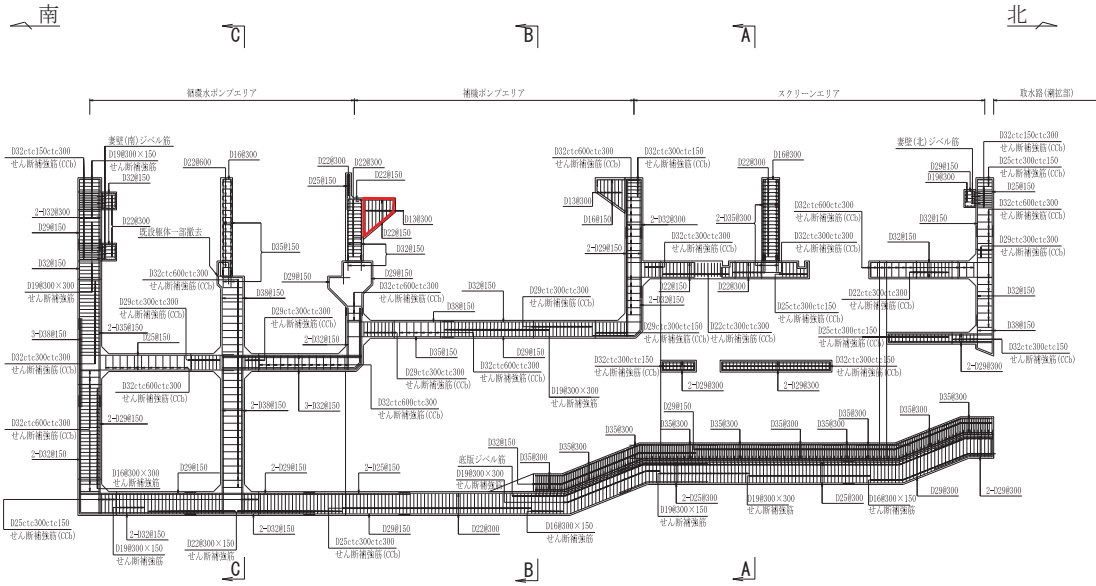 南
北
C
B
A
循環水ポンプエリア
補機ポンプエリア
スクリーンエリア
取水路(漸拡部)
D32ctc150ctc300
せん断補強筋(CCb)
妻壁(南)ジベル筋
D19@300×150
せん断補強筋
D32@150
D22@600
D16@300
D22@300
D22@300
D25@150
D22@150
D13@300
D22@150
D32@150
D32ctc600ctc300
せん断補強筋(CCb)
D32ctc300ctc150
せん断補強筋(CCb)
D13@300
D16@150
D22@300
D16@300
妻壁(北)ジベル筋
D29@150
D19@300
D32ctc150ctc300
せん断補強筋(CCb)
D25ctc300ctc150
せん断補強筋(CCb)
D25@150
D32ctc600ctc300
せん断補強筋(CCb)
2-D32@300
D29@150
D22@300
既設躯体一部撤去
D32@150
D19@300×300
せん断補強筋
D35@150
D32ctc600ctc300
せん断補強筋(CCb)
D38@150
D29ctc300ctc300
せん断補強筋(CCb)
D29ctc300ctc300
せん断補強筋(CCb)
D29@150
D29@150
D32ctc600ctc300
せん断補強筋(CCb)
D32@150
D38@150
D29ctc300ctc300
せん断補強筋(CCb)
2-D32@300
2-D29@150
2-D35@300
D32ctc300ctc300
せん断補強筋(CCb)
D32ctc300ctc300
せん断補強筋(CCb)
D32ctc600ctc300
せん断補強筋(CCb)
D32@150
D32@150
D29ctc300ctc300
せん断補強筋(CCb)
D22@150
2-D32@150
D22@300
D22ctc300ctc300
せん断補強筋(CCb)
D32@150
D25ctc300ctc150
せん断補強筋(CCb)
D25ctc300ctc150
せん断補強筋(CCb)
D38@150
3-D38@150
2-D35@150
D25@150
2-D32@150
D35@150
D29@150
D29ctc300ctc150
せん断補強筋(CCb)
D22ctc300ctc300
せん断補強筋(CCb)
D32ctc300ctc150
せん断補強筋(CCb)
D32ctc300ctc300
せん断補強筋(CCb)
D32ctc600ctc300
せん断補強筋(CCb)
D29ctc300ctc300
せん断補強筋(CCb)
D32ctc600ctc300
せん断補強筋(CCb)
D32ctc300ctc150
せん断補強筋(CCb)
D32ctc300ctc150
せん断補強筋(CCb)
2-D29@300
2-D29@300
2-D29@300
D19@300×300
せん断補強筋
D32ctc600ctc300
せん断補強筋(CCb)
2-D29@150
2-D38@150
3-D32@150
D32ctc600ctc300
せん断補強筋(CCb)
2-D32@150
D29@150
D35@300
D35@300
D35@300
D35@300
D35@300
D35@300
D35@300
D35@300
D32@150
D35@300
D35@300
底版ジベル筋
D19@300×300
せん断補強筋
D16@300×300
せん断補強筋
D29@150
2-D29@150
2-D25@150
D25ctc300ctc150
せん断補強筋(CCb)
2-D32@150
D19@300×150
せん断補強筋
D22@300×150
せん断補強筋
2-D32@150
D25ctc300ctc300
せん断補強筋(CCb)
D29@150
D22@300
D16@300×150
せん断補強筋
2-D25@300
D19@300×150
せん断補強筋
D19@300×300
せん断補強筋
D25@300
D16@300×150
せん断補強筋
D29@300
2-D29@300
C
B
A